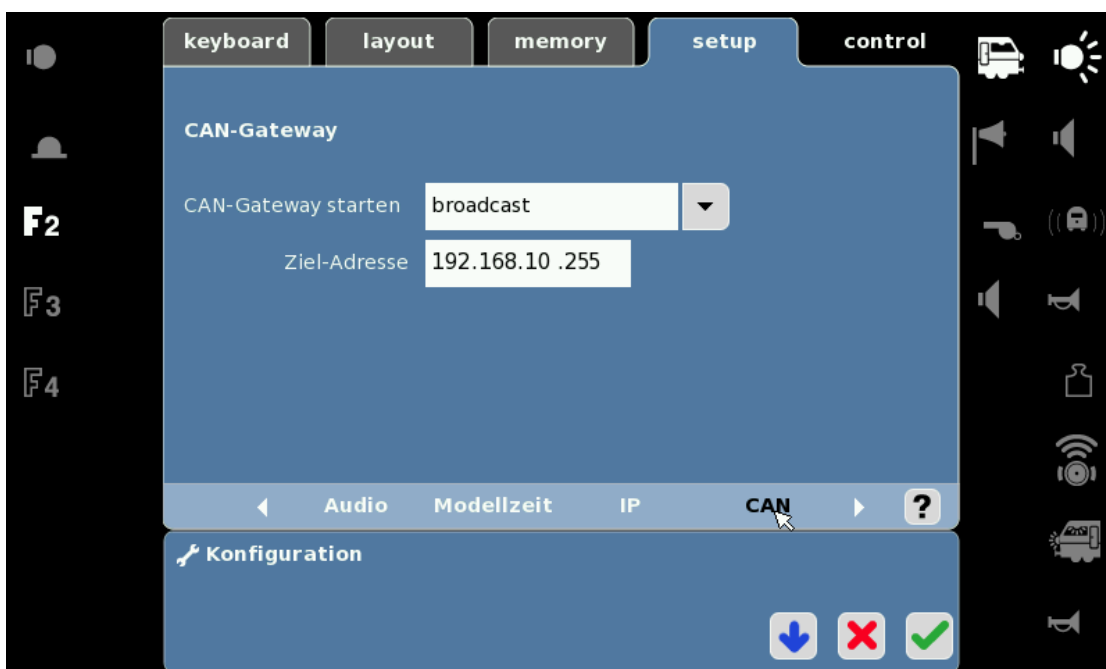 keyboard layout memory setup control
CAN-Gateway
CAN-Gateway starten broadcast
F2
Ziel-Adresse 192.168.10 .255
F3
F4
Audio Modellzeit IP CAN ?
Konfiguration